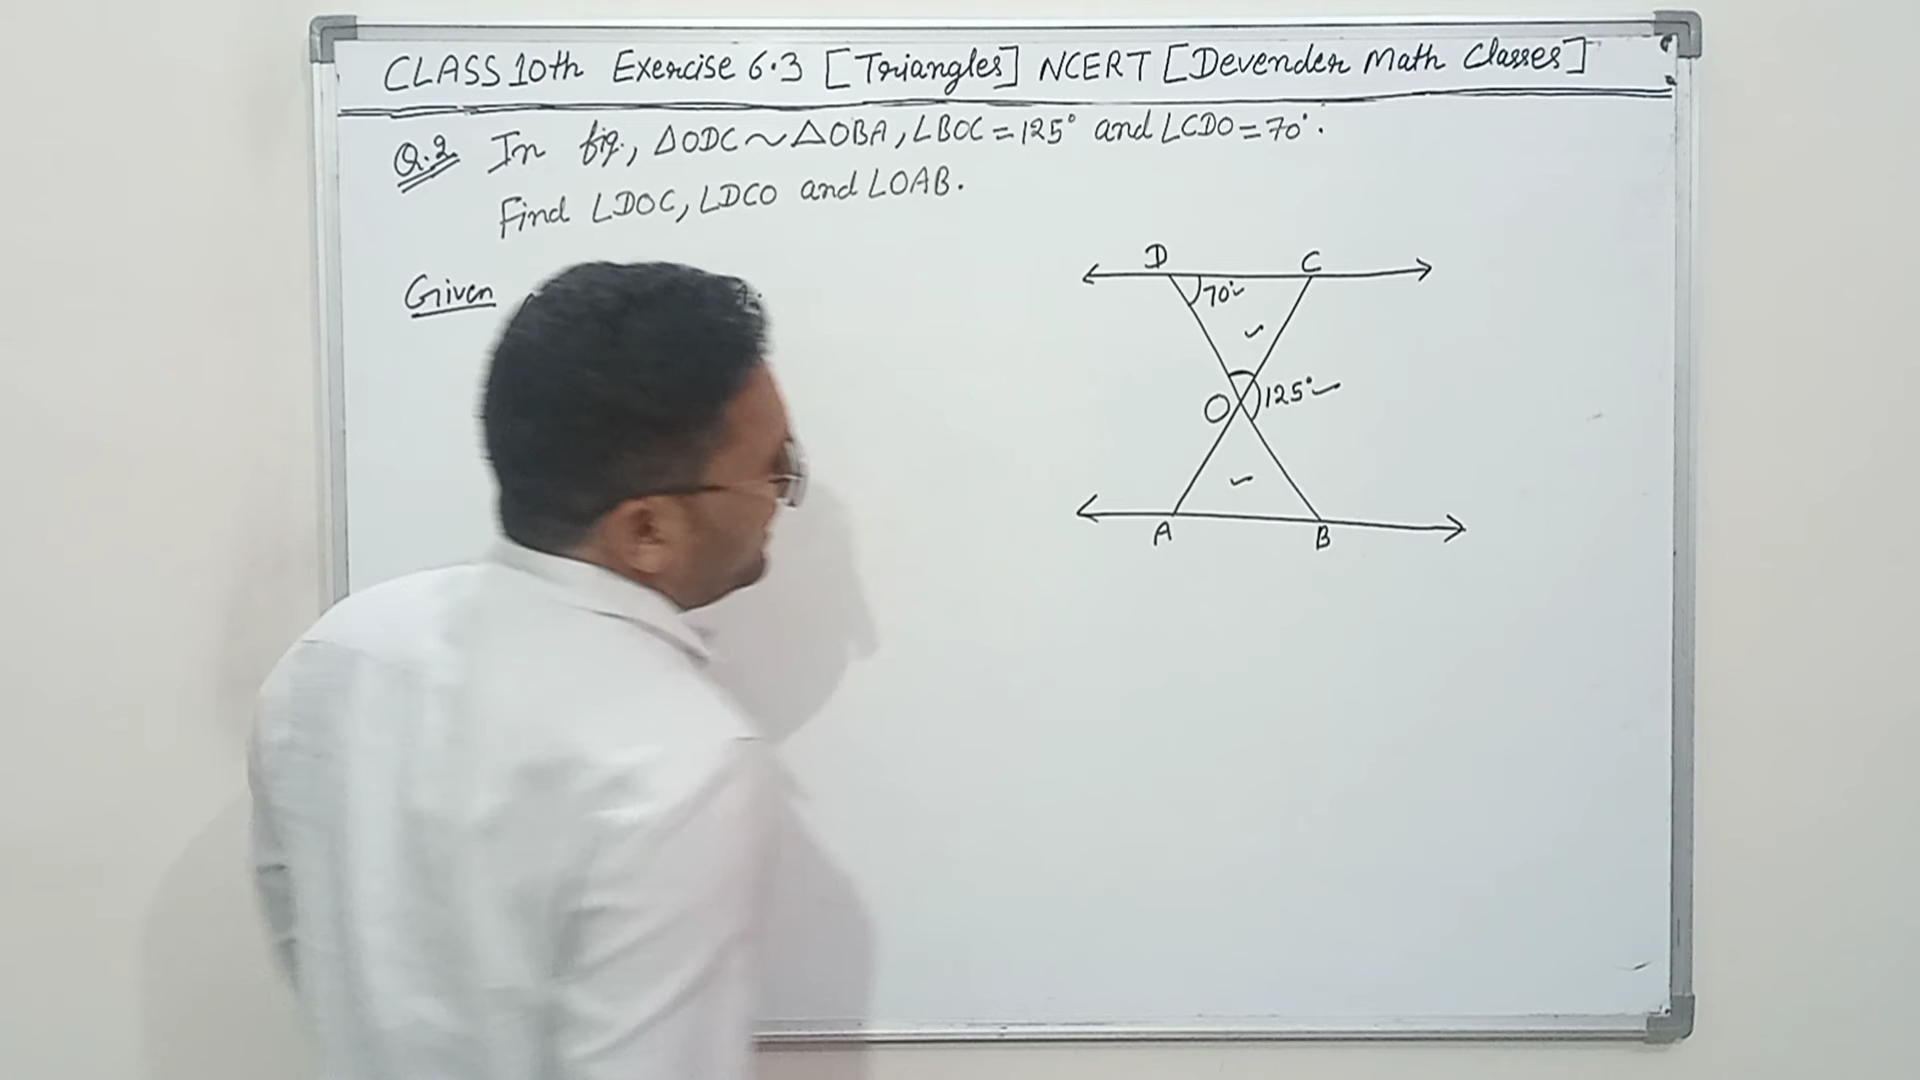 CLASS 10th Exercise 6.3 [Triangles] NCERT [Devender Math Classes]
Q.2 In fig., △ODC ~ △OBA, ∠BOC = 125° and ∠CDO = 70°.
Find ∠DOC, ∠DCO and ∠OAB.
Given
D C
70°
O 125°
A B